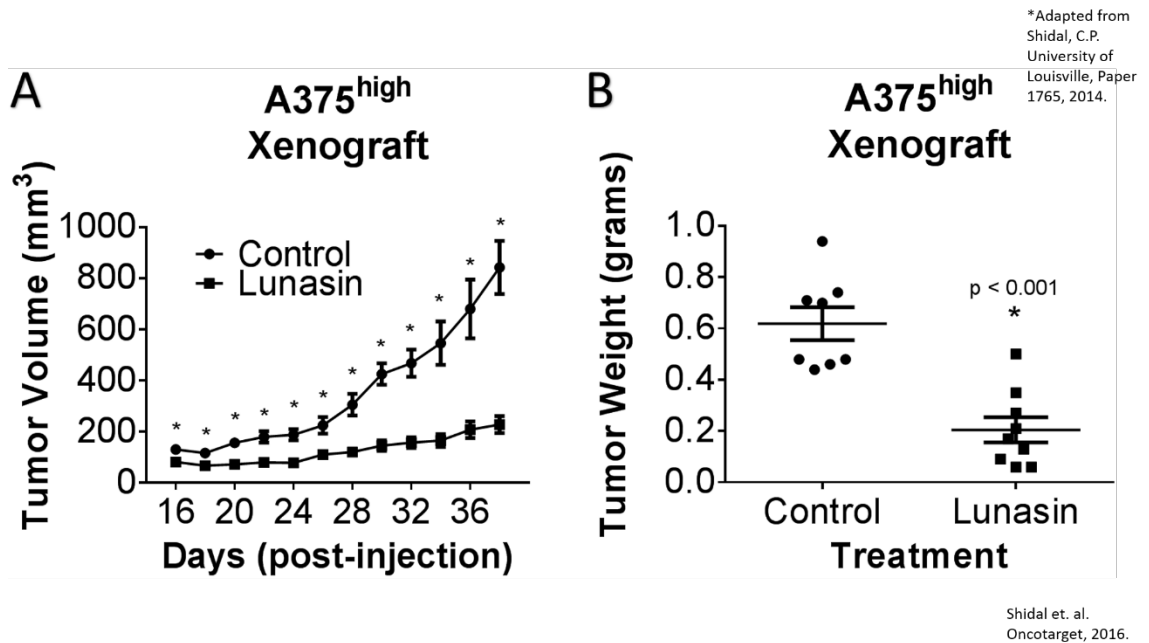 *Adapted from
Shidal, C.P.
University of
Louisville, Paper
1765, 2014.
A
A375high
Xenograft
Tumor Volume (mm3)
1000
800
600
400
200
0
Control
Lunasin
* * * * * * * * * * * *
16 20 24 28 32 36
Days (post-injection)
B
A375high
Xenograft
Tumor Weight (grams)
1.0
0.8
0.6
0.4
0.2
0.0
p < 0.001
*
Control Lunasin
Treatment
Shidal et. al.
Oncotarget, 2016.